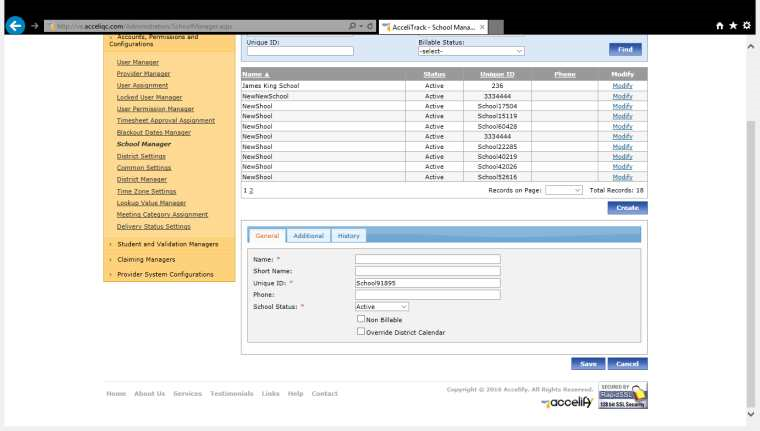 http://vs.acceliqc.com/Administration/SchoolManager.aspx
AcceliTrack - School Mana...
Accounts, Permissions and Configurations
Unique ID:
Billable Status:
-select-
Find
User Manager
Provider Manager
User Assignment
Locked User Manager
User Permission Manager
Timesheet Approval Assignment
Blackout Dates Manager
School Manager
District Settings
Common Settings
District Manager
Time Zone Settings
Lookup Value Manager
Meeting Category Assignment
Delivery Status Settings
Student and Validation Managers
Claiming Managers
Provider System Configurations
Name Status Unique ID Phone Modify
James King School Active 236 Modify
NewNewSchool Active 3334444 Modify
NewShool Active School17504 Modify
NewShool Active School15119 Modify
NewShool Active School60428 Modify
NewShool Active 3334444 Modify
NewShool Active School22285 Modify
NewShool Active School40219 Modify
NewShool Active School42026 Modify
NewShool Active School52616 Modify
1 2 Records on Page: Total Records: 18
Create
General Additional History
Name: *
Short Name:
Unique ID: * School91895
Phone:
School Status: * Active
Non Billable
Override District Calendar
Save Cancel
Home About Us Services Testimonials Links Help Contact
Copyright © 2016 Accelify. All Rights Reserved.
accelify
SECURED BY
RapidSSL
128 bit SSL Security